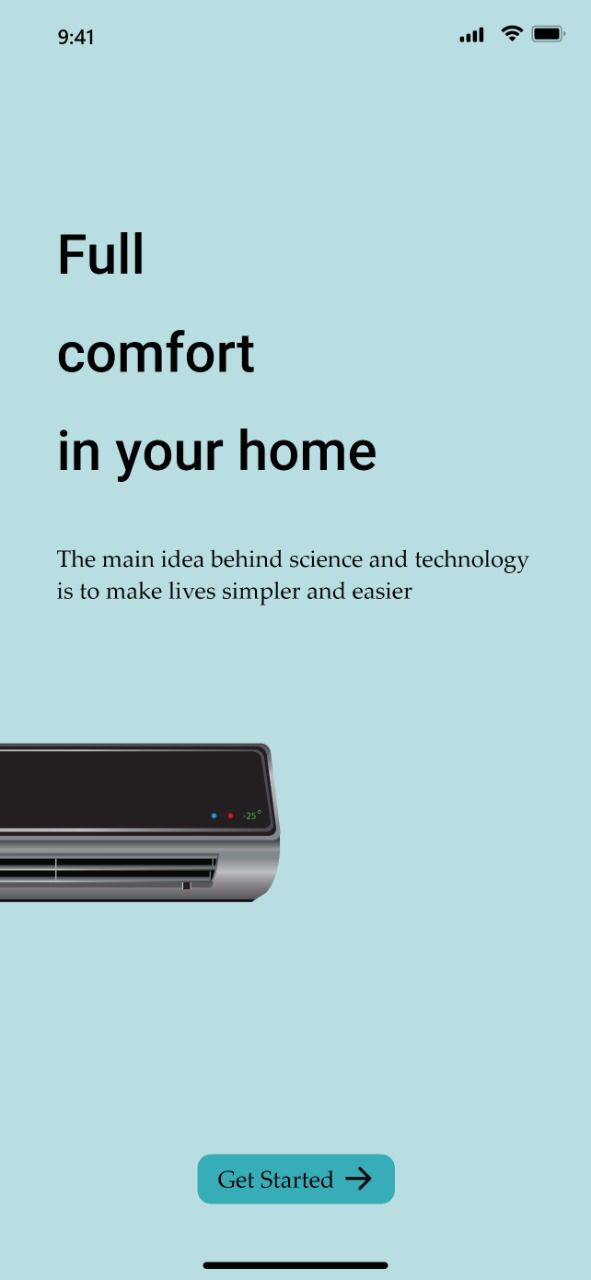 9:41
Full
comfort
in your home
The main idea behind science and technology
is to make lives simpler and easier
-25°
Get Started →